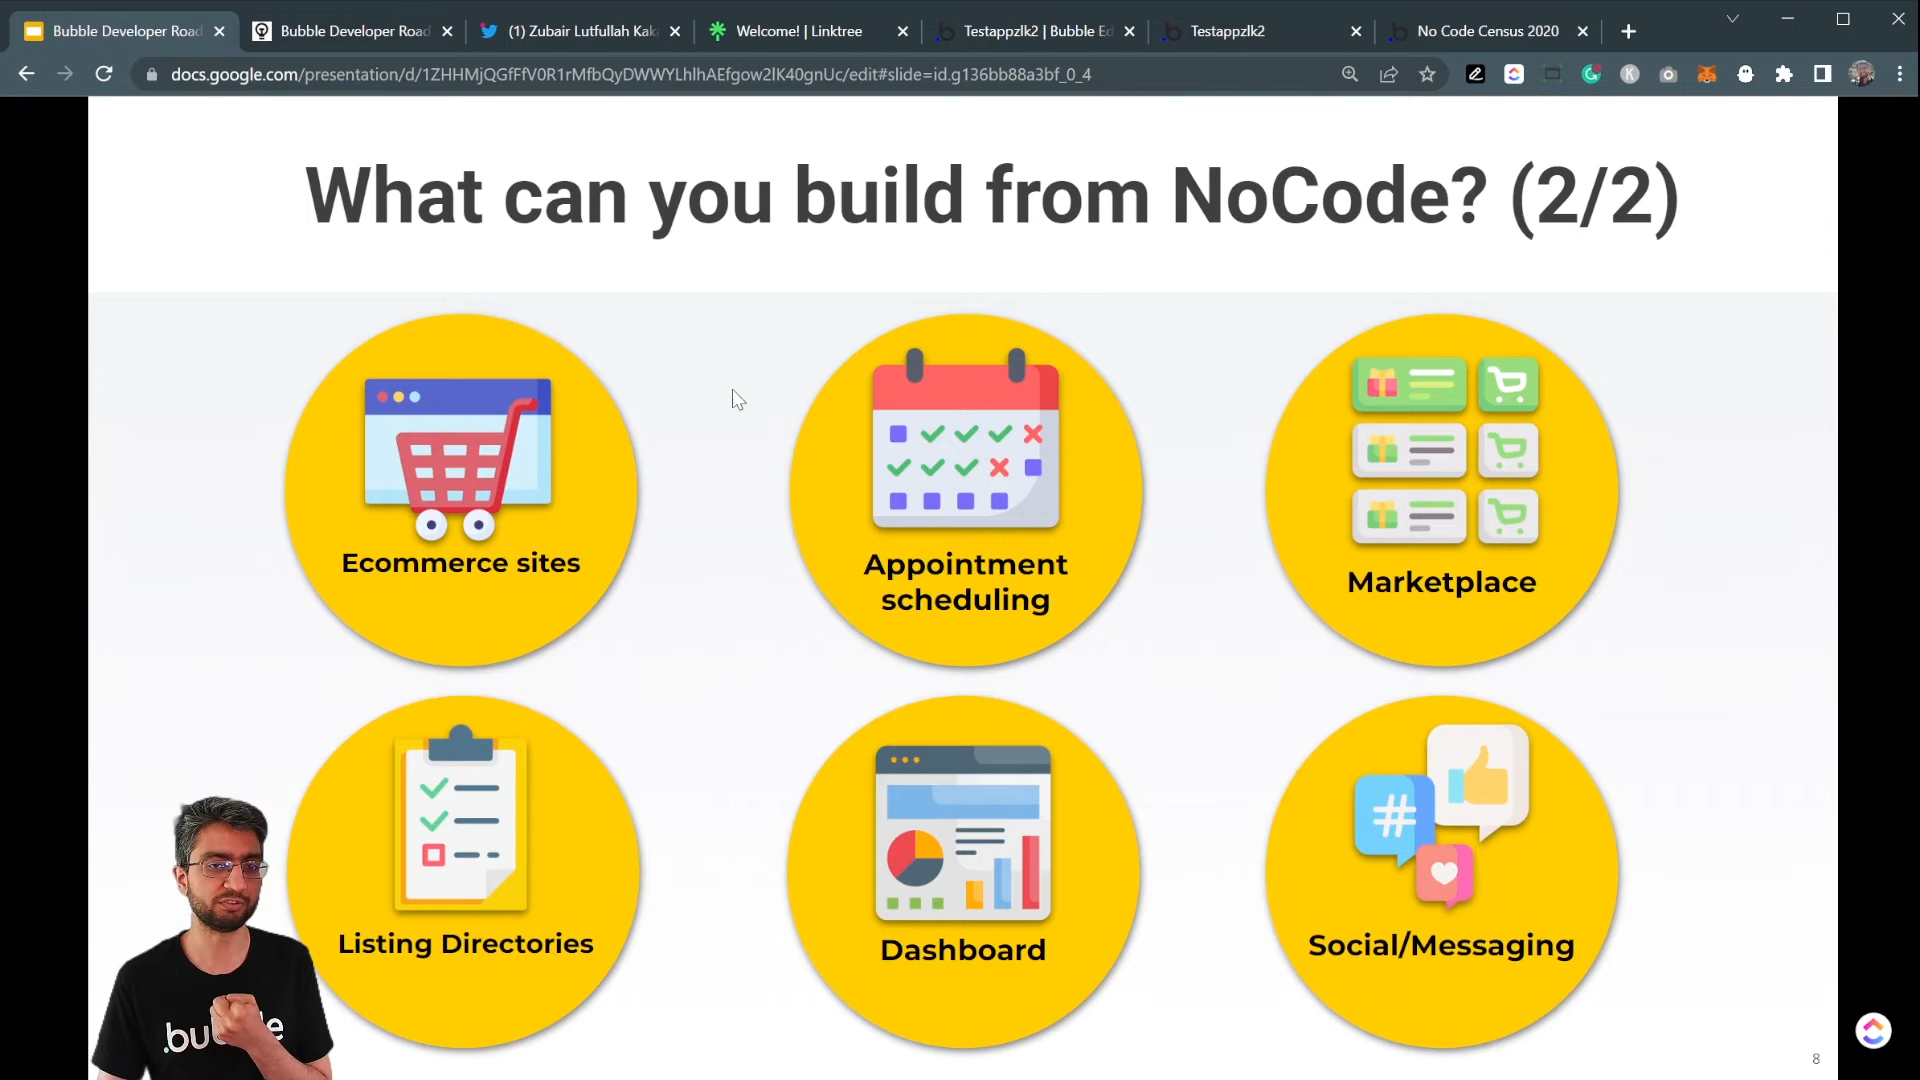 Bubble Developer Road
Bubble Developer Road
(1) Zubair Lutfullah Kaka
Welcome! | Linktree
Testappzlk2 | Bubble Ed
Testappzlk2
No Code Census 2020
docs.google.com/presentation/d/1ZHHMjQGfFfV0R1rMfbQyDWWYLhlhAEfgow2lK40gnUc/edit#slide=id.g136bb88a3bf_0_4
What can you build from NoCode? (2/2)
Ecommerce sites
Appointment
scheduling
Marketplace
Listing Directories
Dashboard
#
Social/Messaging
8